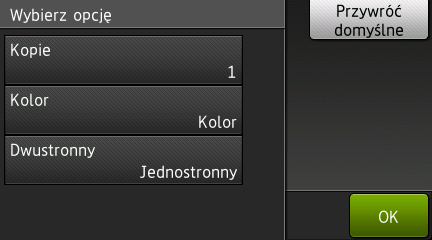 Wybierz opcję
Przywróć
domyślne
Kopie
1
Kolor
Kolor
Dwustronny
Jednostronny
OK